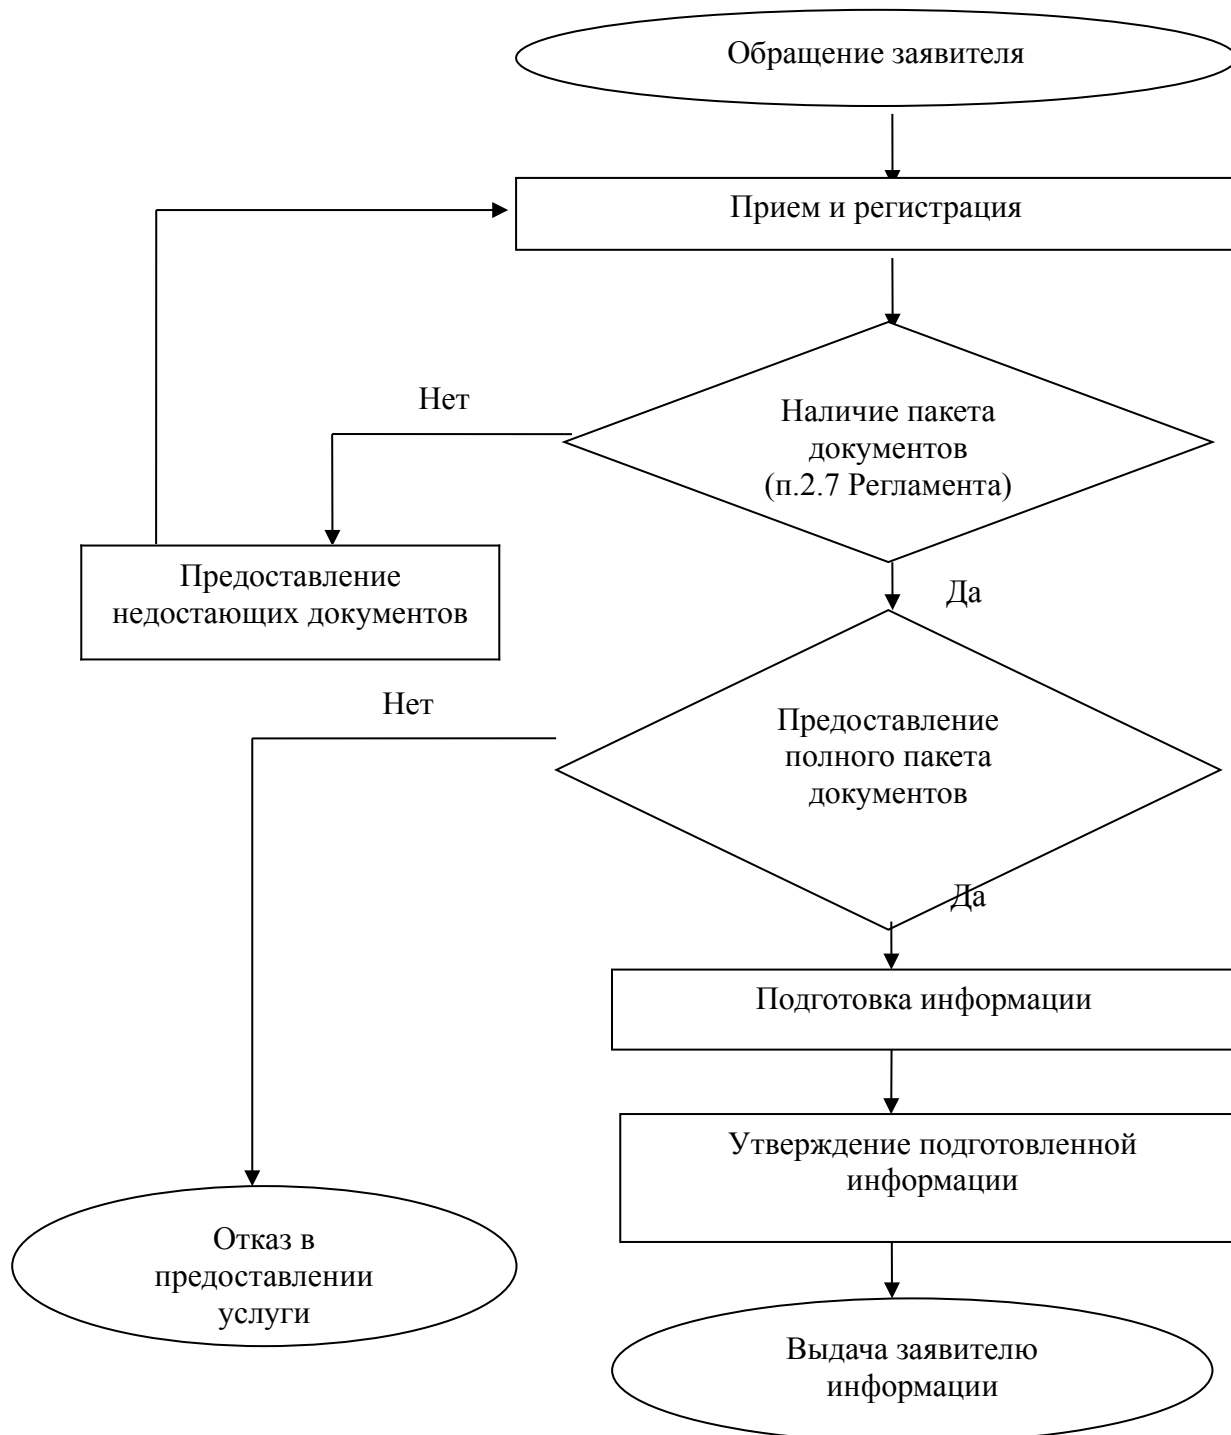 Обращение заявителя
Прием и регистрация
Нет
Наличие пакета
документов
(п.2.7 Регламента)
Предоставление
недостающих документов
Да
Нет
Предоставление
полного пакета
документов
Да
Подготовка информации
Утверждение подготовленной
информации
Отказ в
предоставлении
услуги
Выдача заявителю
информации